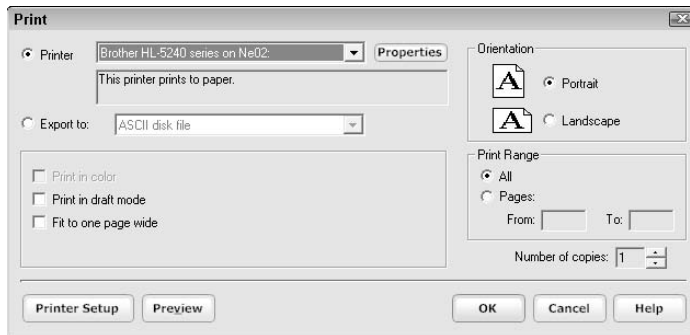 Print
Printer
Brother HL-5240 series on Ne02:
Properties
This printer prints to paper.
Export to:
ASCII disk file
Print in color
Print in draft mode
Fit to one page wide
Orientation
A
Portrait
A
Landscape
Print Range
All
Pages:
From: To:
Number of copies: 1
Printer Setup Preview OK Cancel Help